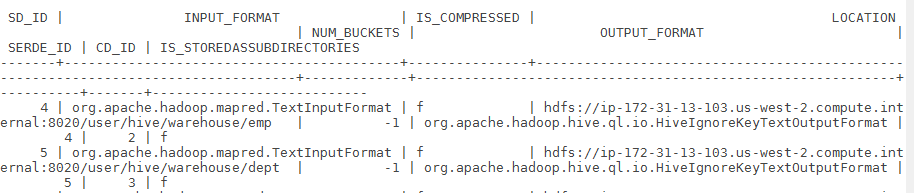 SD_ID | INPUT_FORMAT | IS_COMPRESSED | LOCATION
| NUM_BUCKETS | OUTPUT_FORMAT |
SERDE_ID | CD_ID | IS_STOREDASSUBDIRECTORIES
-------+--------------------------------------------+---------------+------------------------------------------------
---------------------------------------+-------------+----------------------------------------------------------------+
----------+-------+---------------------------
4 | org.apache.hadoop.mapred.TextInputFormat | f | hdfs://ip-172-31-13-103.us-west-2.compute.int
ernal:8020/user/hive/warehouse/emp | -1 | org.apache.hadoop.hive.ql.io.HiveIgnoreKeyTextOutputFormat |
4 | 2 | f
5 | org.apache.hadoop.mapred.TextInputFormat | f | hdfs://ip-172-31-13-103.us-west-2.compute.int
ernal:8020/user/hive/warehouse/dept | -1 | org.apache.hadoop.hive.ql.io.HiveIgnoreKeyTextOutputFormat |
5 | 3 | f